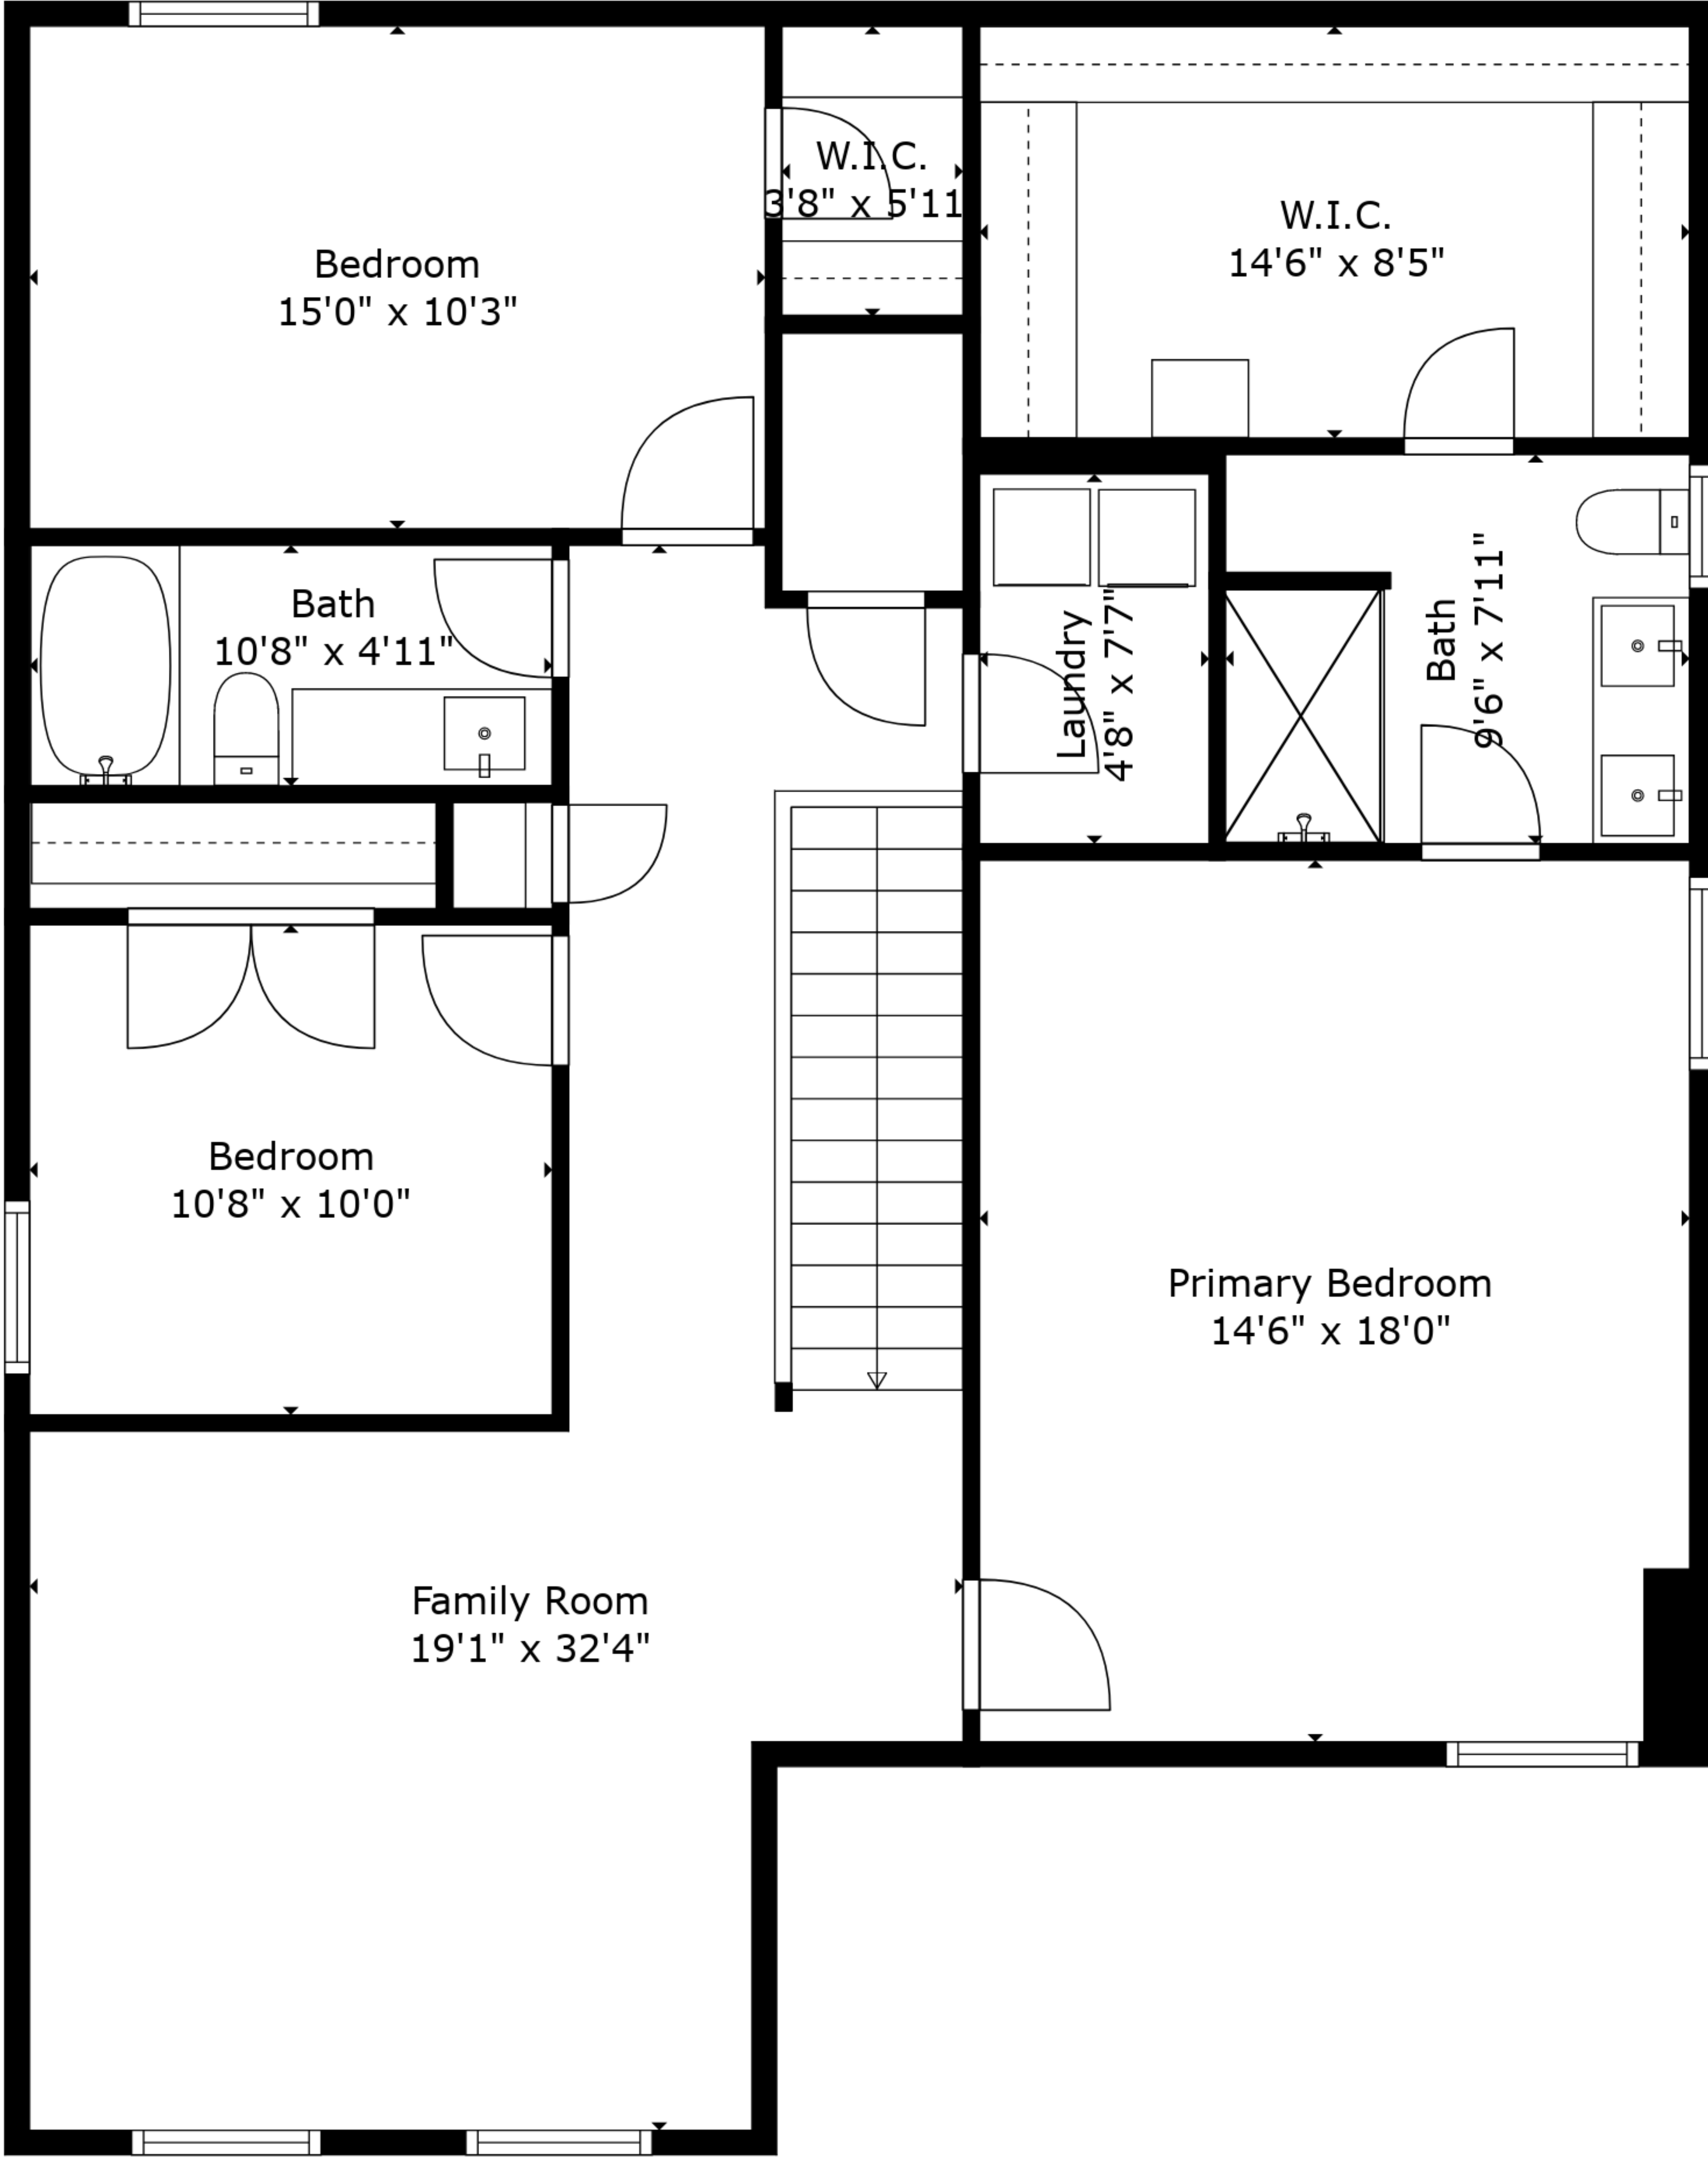 W.I.C.
3'8" x 5'11
W.I.C.
14'6" x 8'5"
Bedroom
15'0" x 10'3"
Bath
10'8" x 4'11"
Laundry
4'8" x 7'7"
Bath
9'6" x 7'11"
Bedroom
10'8" x 10'0"
Primary Bedroom
14'6" x 18'0"
Family Room
19'1" x 32'4"